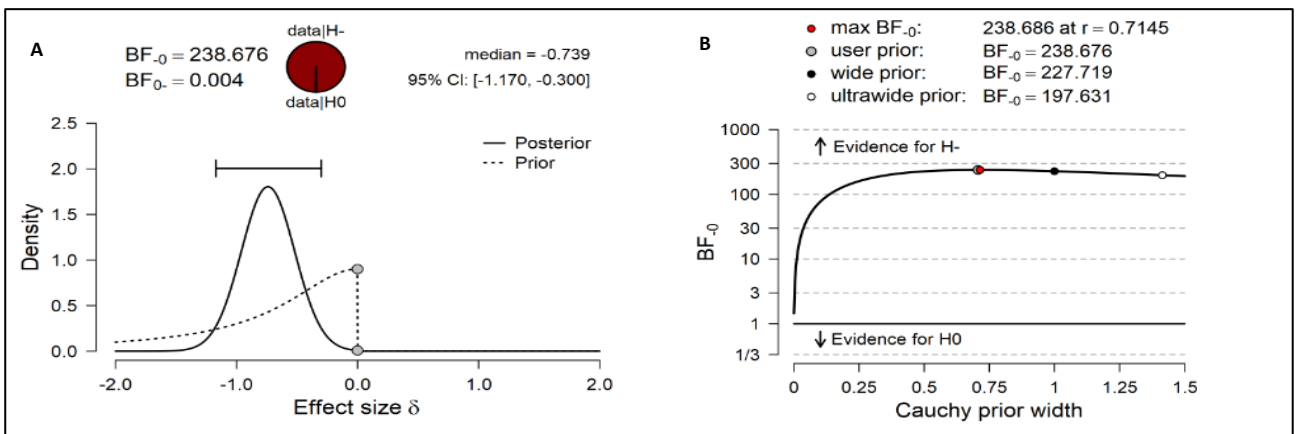 A
data|H-
BF-0 = 238.676
BF0- = 0.004
data|H0
median = -0.739
95% CI: [-1.170, -0.300]
Posterior
Prior
2.5
2.0
1.5
1.0
0.5
0.0
Density
-2.0 -1.0 0.0 1.0 2.0
Effect size δ
B
max BF-0: 238.686 at r = 0.7145
user prior: BF-0 = 238.676
wide prior: BF-0 = 227.719
ultrawide prior: BF-0 = 197.631
1000
300
100
30
10
3
1
1/3
BF-0
↑ Evidence for H-
↓ Evidence for H0
0 0.25 0.5 0.75 1 1.25 1.5
Cauchy prior width